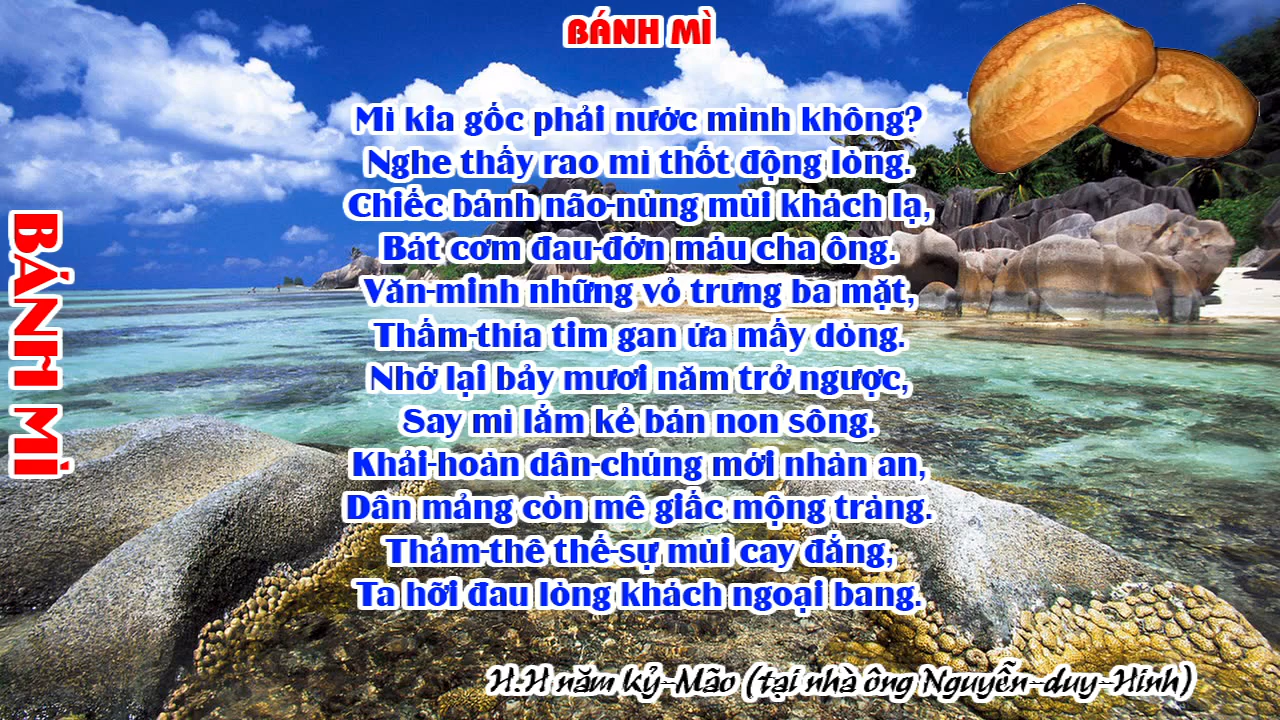 BÁNH MÌ
BÁNH MÌ
Mì kia gốc phải nước mình không?
Nghe thấy rao mì thốt động lòng.
Chiếc bánh não-nùng mùi khách lạ,
Bát cơm đau-đớn máu cha ông.
Văn-minh những vỏ trưng ba mặt,
Thấm-thía tim gan ứa mấy dòng.
Nhớ lại bảy mươi năm trở ngược,
Say mì lắm kẻ bán non sông.
Khải-hoàn dân-chúng mới nhàn an,
Dân mảng còn mê giấc mộng tràng.
Thảm-thê thế-sự mùi cay đắng,
Ta hỡi đau lòng khách ngoại bang.
H.H năm kỷ-Mão (tại nhà ông Nguyễn-duy-Hinh)